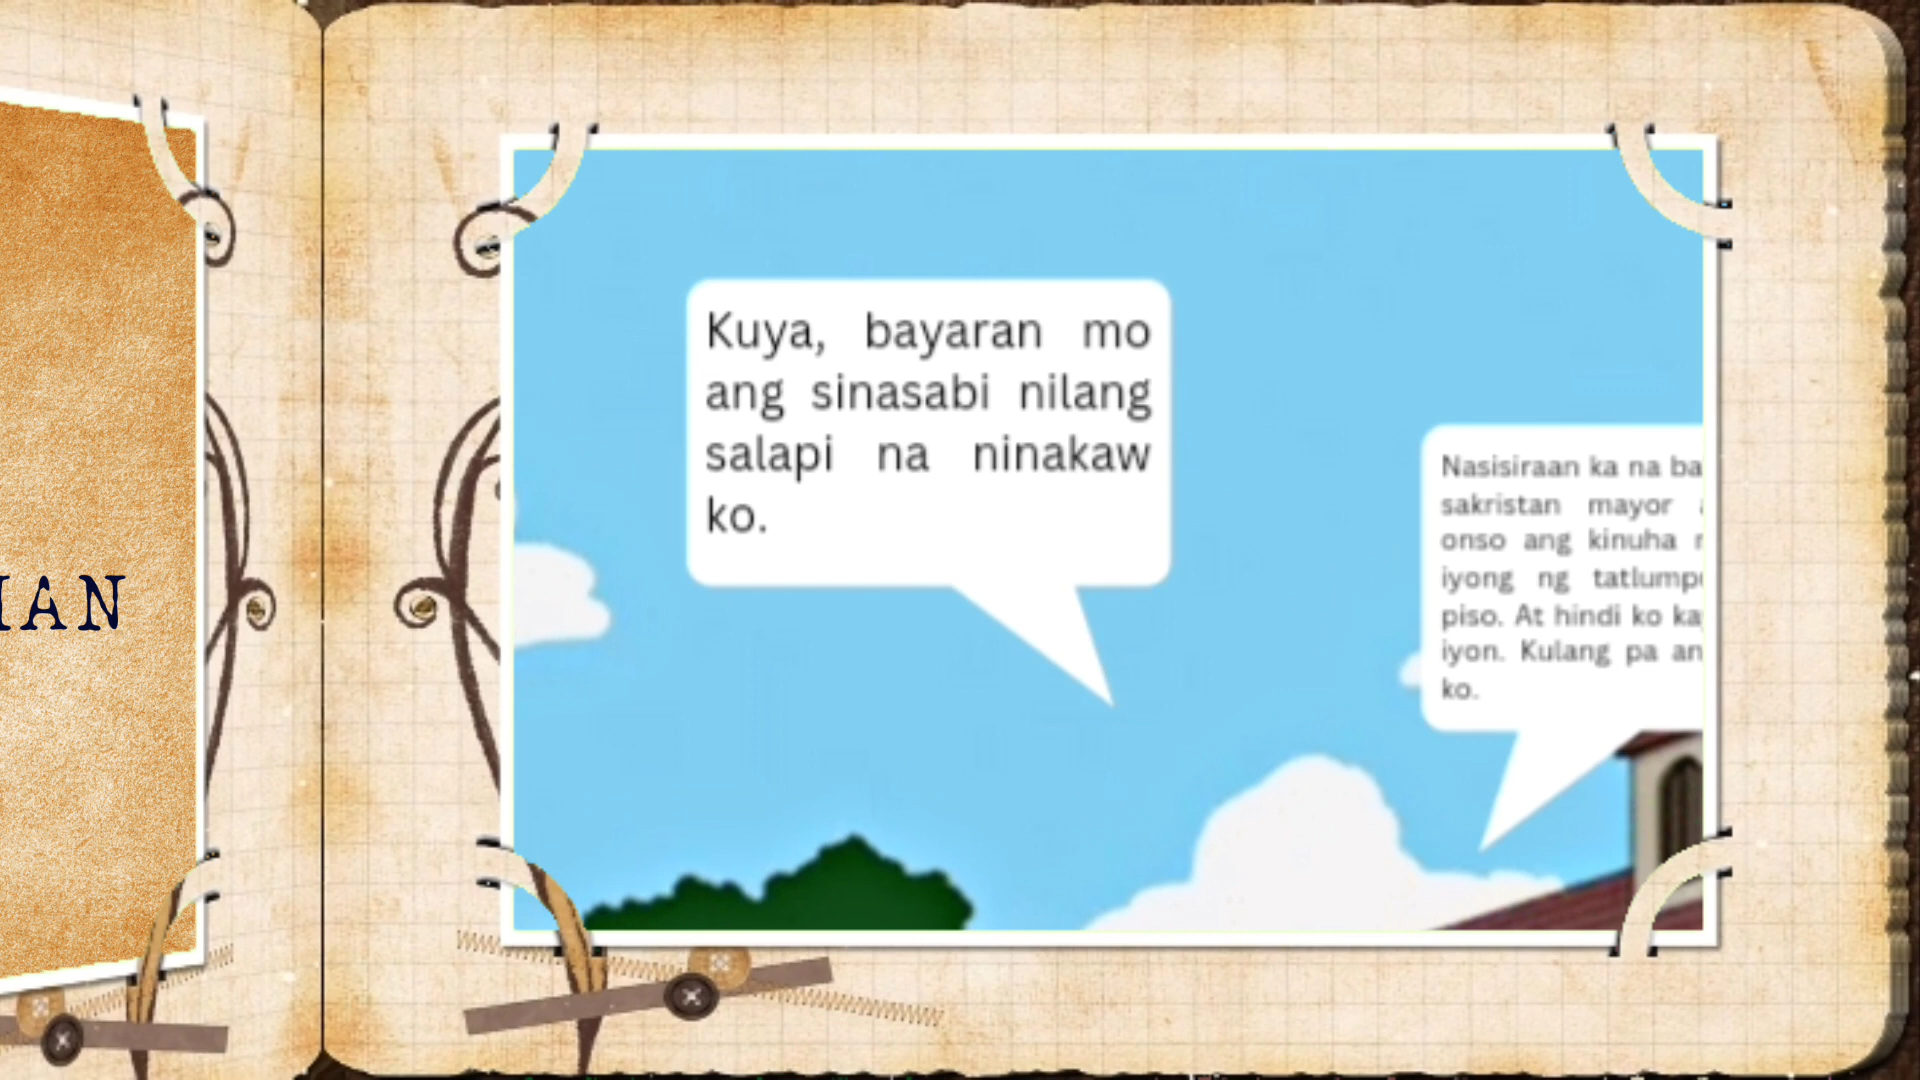 Kuya, bayaran mo
ang sinasabi nilang
salapi na ninakaw
ko.
Nasisiraan ka na ba
sakristan mayor
onso ang kinuha
iyong ng
piso. At hindi ko
iyon. Kulang pa
ko.